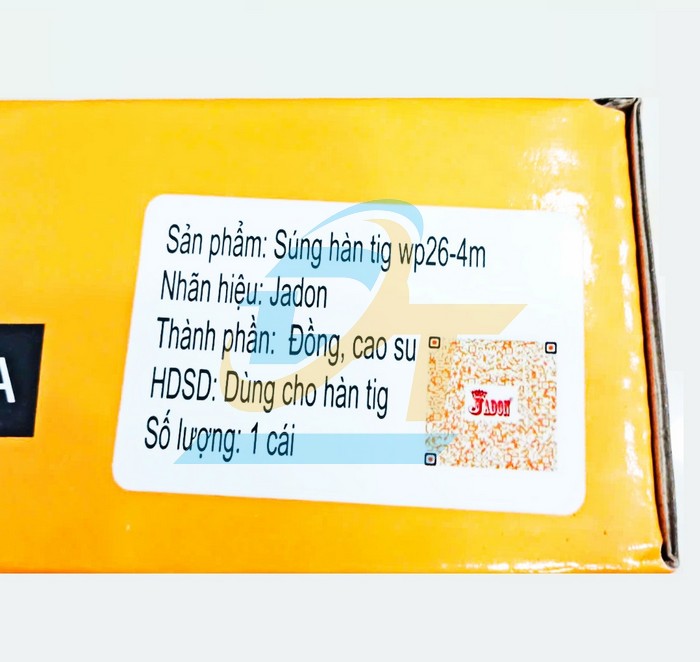 Sản phẩm: Súng hàn tig wp26-4m
Nhãn hiệu: Jadon
Thành phần: Đồng, cao su
HDSD: Dùng cho hàn tig
Số lượng: 1 cái
JADON
A